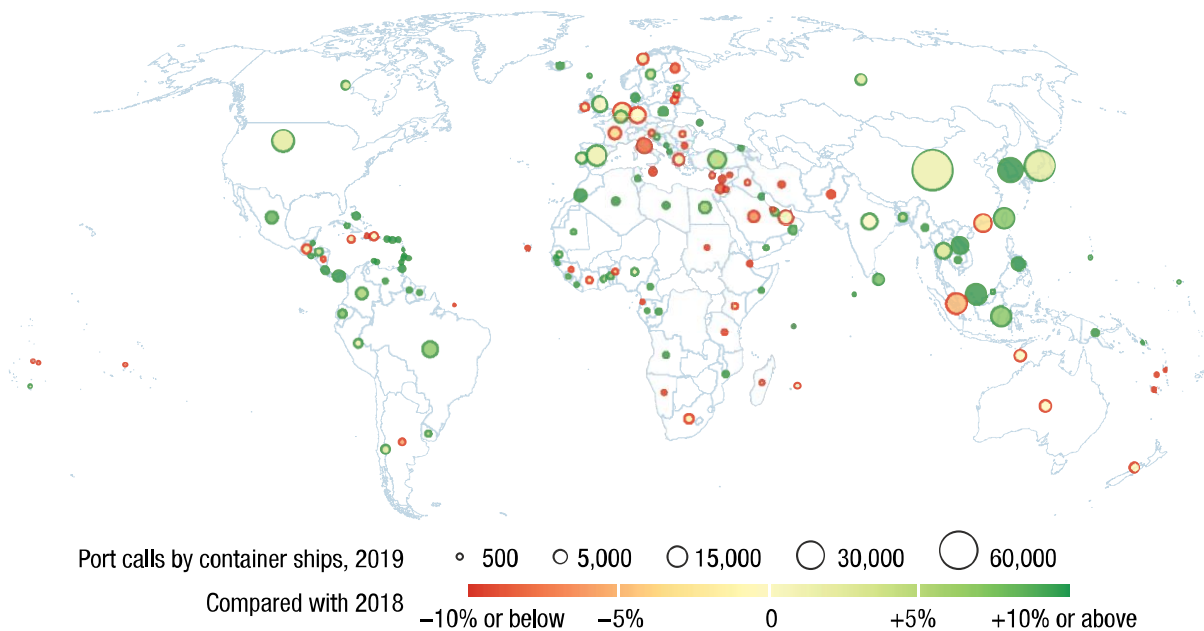 Port calls by container ships, 2019 500 5,000 15,000 30,000 60,000
Compared with 2018
−10% or below −5% 0 +5% +10% or above